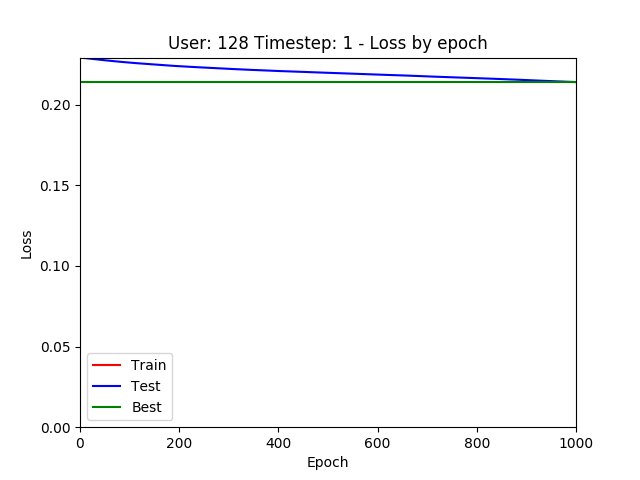 User: 128 Timestep: 1 - Loss by epoch
0.20
0.15
0.10
0.05
0.00
Loss
Train
Test
Best
0 200 400 600 800 1000
Epoch